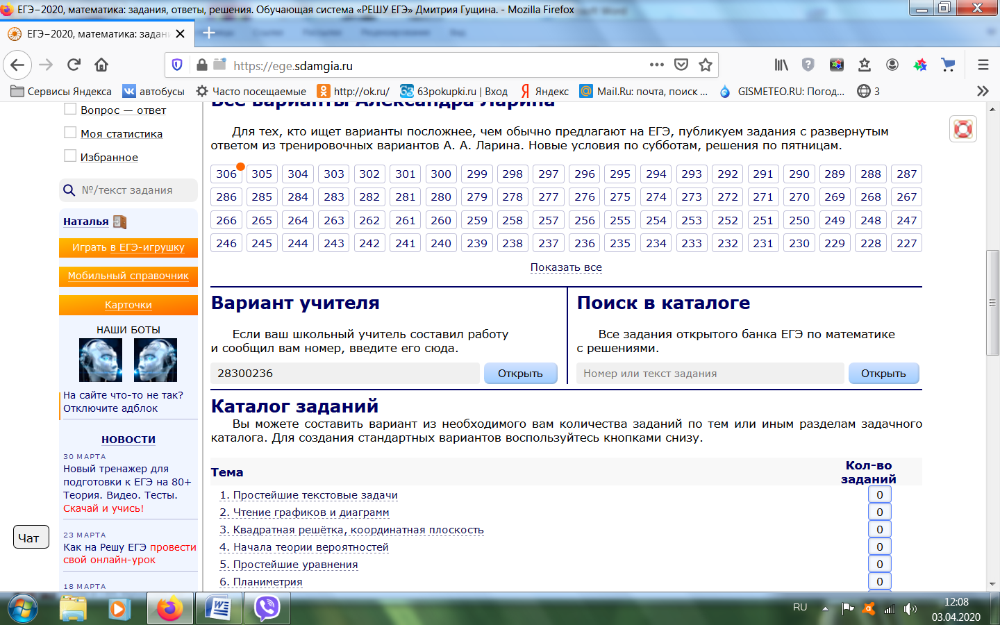 ЕГЭ−2020, математика: задания, ответы, решения. Обучающая система «РЕШУ ЕГЭ» Дмитрия Гущина. - Mozilla Firefox
ЕГЭ−2020, математика: задани
https://ege.sdamgia.ru
Сервисы Яндекса
автобусы
Часто посещаемые
http://ok.ru/
63pokupki.ru | Вход
Яндекс
Mail.Ru: почта, поиск ...
GISMETEO.RU: Погод...
3
Вопрос — ответ
Моя статистика
Избранное
№/текст задания
Наталья
Играть в ЕГЭ-игрушку
Мобильный справочник
Карточки
НАШИ БОТЫ
На сайте что-то не так?
Отключите адблок
НОВОСТИ
30 МАРТА
Новый тренажер для
подготовки к ЕГЭ на 80+
Теория. Видео. Тесты.
Скачай и учись!
23 МАРТА
Как на Решу ЕГЭ провести
свой онлайн-урок
18 МАРТА
Чат
Все варианты Александра Ларина
Для тех, кто ищет варианты посложнее, чем обычно предлагают на ЕГЭ, публикуем задания с развернутым
ответом из тренировочных вариантов А. А. Ларина. Новые условия по субботам, решения по пятницам.
306 305 304 303 302 301 300 299 298 297 296 295 294 293 292 291 290 289 288 287
286 285 284 283 282 281 280 279 278 277 276 275 274 273 272 271 270 269 268 267
266 265 264 263 262 261 260 259 258 257 256 255 254 253 252 251 250 249 248 247
246 245 244 243 242 241 240 239 238 237 236 235 234 233 232 231 230 229 228 227
Показать все
Вариант учителя
Если ваш школьный учитель составил работу
и сообщил вам номер, введите его сюда.
28300236
Открыть
Поиск в каталоге
Все задания открытого банка ЕГЭ по математике
с решениями.
Номер или текст задания
Открыть
Каталог заданий
Вы можете составить вариант из необходимого вам количества заданий по тем или иным разделам задачного
каталога. Для создания стандартных вариантов воспользуйтесь кнопками снизу.
Тема
Кол-во
заданий
1. Простейшие текстовые задачи 0
2. Чтение графиков и диаграмм 0
3. Квадратная решётка, координатная плоскость 0
4. Начала теории вероятностей 0
5. Простейшие уравнения 0
6. Планиметрия 0
RU
12:08
03.04.2020